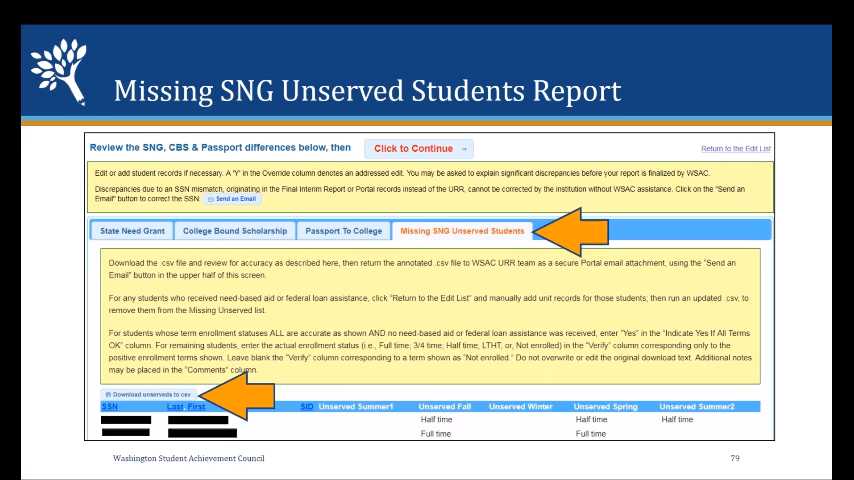 Missing SNG Unserved Students Report
Review the SNG, CBS & Passport differences below, then
Click to Continue
Return to the Edit List
Edit or add student records if necessary. A 'Y' in the Override column denotes an addressed edit. You may be asked to explain significant discrepancies before your report is finalized by WSAC.
Discrepancies due to an SSN mismatch, originating in the Final Interim Report or Portal records instead of the URR, cannot be corrected by the institution without WSAC assistance. Click on the "Send an
Email" button to correct the SSN: Send an Email
State Need Grant College Bound Scholarship Passport To College Missing SNG Unserved Students
Download the .csv file and review for accuracy as described here, then return the annotated .csv file to WSAC URR team as a secure Portal email attachment, using the "Send an
Email" button in the upper half of this screen.
For any students who received need-based aid or federal loan assistance, click "Return to the Edit List" and manually add unit records for those students, then run an updated .csv, to
remove them from the Missing Unserved list.
For students whose term enrollment statuses ALL are accurate as shown AND no need-based aid or federal loan assistance was received, enter "Yes" in the "Indicate Yes If All Terms
OK" column. For remaining students, enter the actual enrollment status (i.e., Full time; 3/4 time; Half time; LTHT; or, Not enrolled) in the "Verify" column corresponding only to the
positive enrollment terms shown. Leave blank the "Verify" column corresponding to a term shown as "Not enrolled." Do not overwrite or edit the original download text. Additional notes
may be placed in the "Comments" column.
Download unserveds to csv
SSN Last, First SID Unserved Summer1 Unserved Fall Unserved Winter Unserved Spring Unserved Summer2
Half time Half time Half time
Full time Full time
Washington Student Achievement Council
79